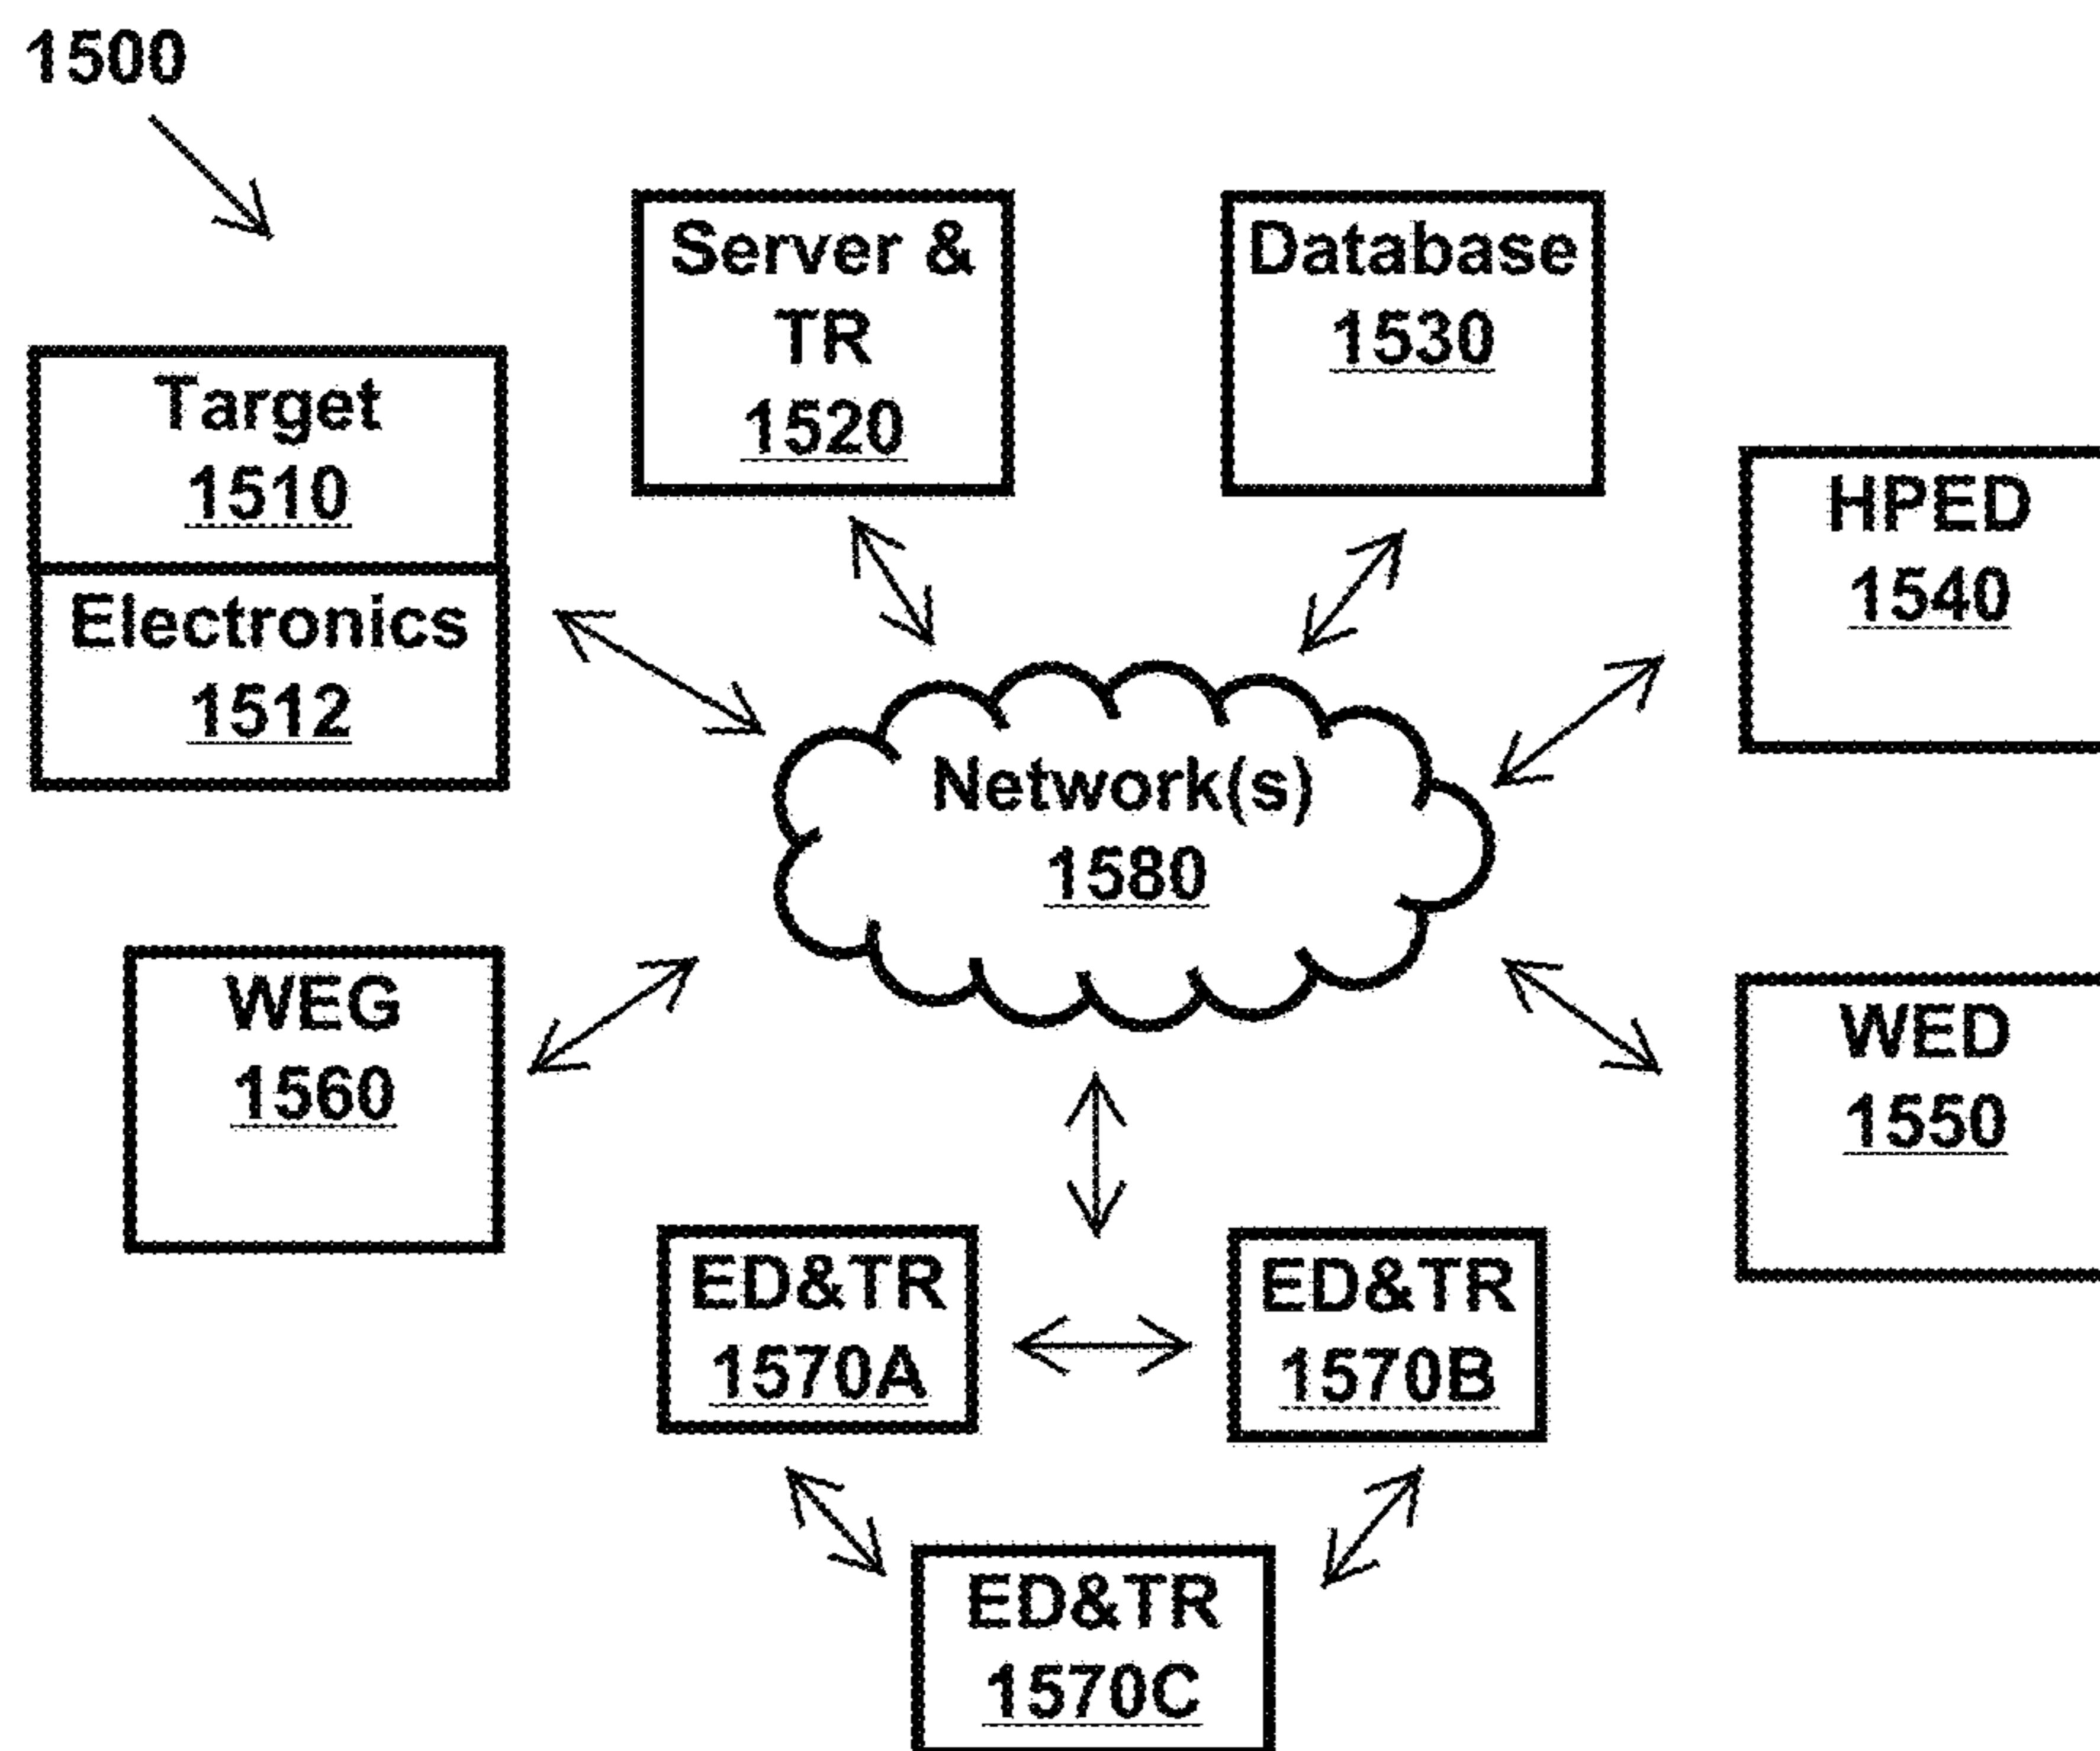 1500
Server &
TR
1520
Database
1530
Target
1510
Electronics
1512
HPED
1540
Network(s)
1580
WEG
1560
WED
1550
ED&TR
1570A
ED&TR
1570B
ED&TR
1570C